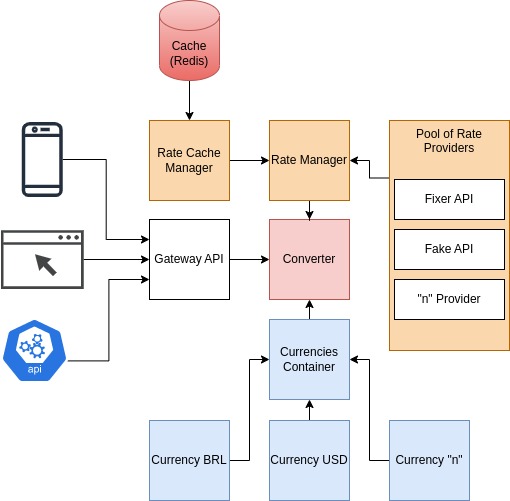 Cache
(Redis)
Rate Cache
Manager
Rate Manager
Pool of Rate
Providers
Fixer API
Fake API
"n" Provider
Gateway API
Converter
api
Currencies
Container
Currency BRL
Currency USD
Currency "n"